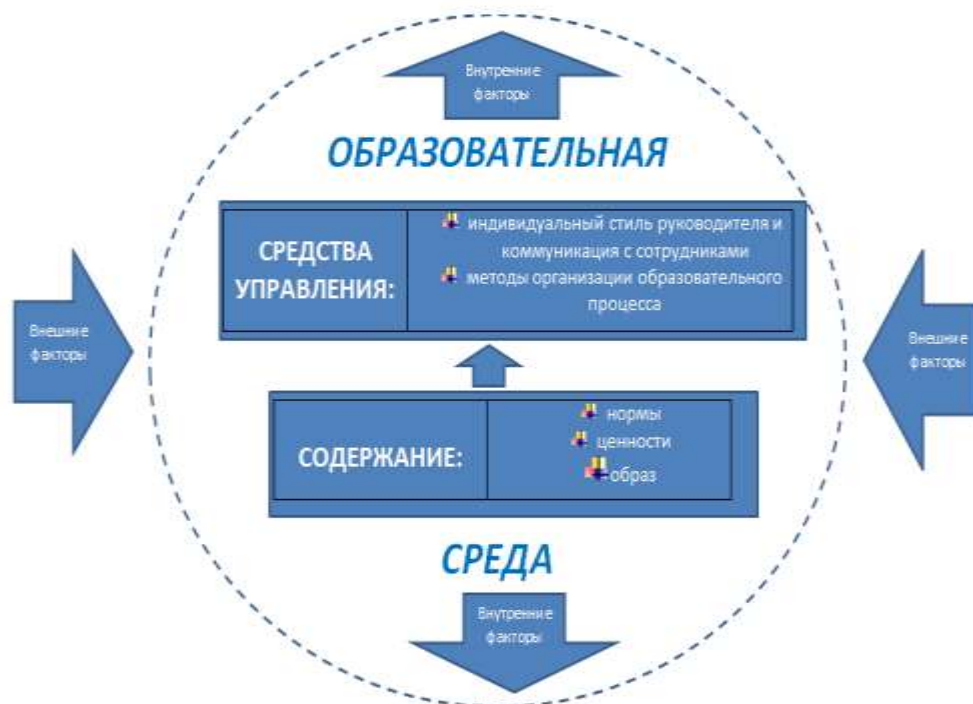 Внутренние
факторы
ОБРАЗОВАТЕЛЬНАЯ
СРЕДСТВА
УПРАВЛЕНИЯ:
индивидуальный стиль руководителя и
коммуникация с сотрудниками
методы организации образовательного
процесса
Внешние
факторы
Внешние
факторы
СОДЕРЖАНИЕ:
нормы
ценности
образ
СРЕДА
Внутренние
факторы